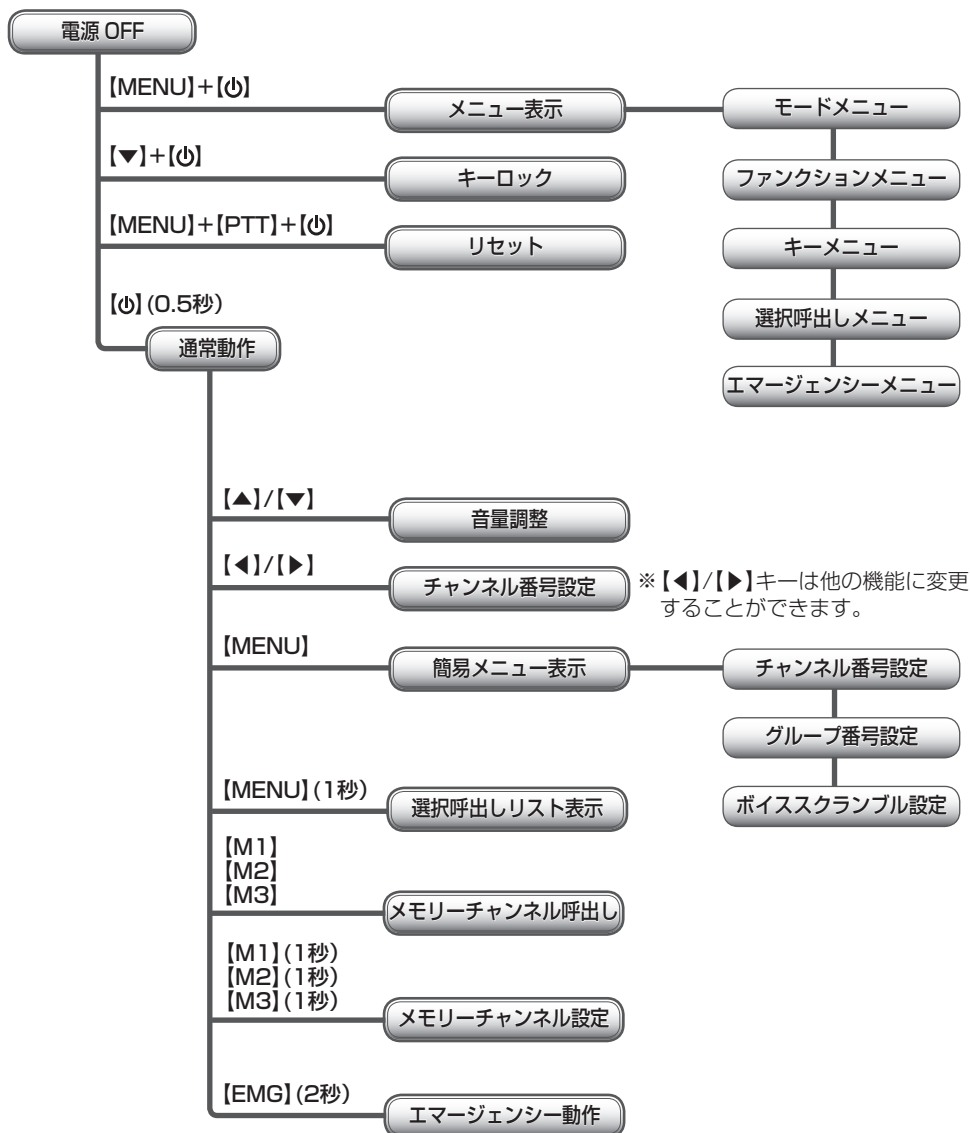 電源 OFF
【MENU】+【⏻】
メニュー表示
モードメニュー
【▼】+【⏻】
キーロック
ファンクションメニュー
【MENU】+【PTT】+【⏻】
リセット
キーメニュー
【⏻】(0.5秒)
通常動作
選択呼出しメニュー
エマージェンシーメニュー
【▲】/【▼】
音量調整
【◀】/【▶】
チャンネル番号設定
※【◀】/【▶】キーは他の機能に変更
することができます。
【MENU】
簡易メニュー表示
チャンネル番号設定
グループ番号設定
ボイススクランブル設定
【MENU】(1秒)
選択呼出しリスト表示
【M1】
【M2】
【M3】
メモリーチャンネル呼出し
【M1】(1秒)
【M2】(1秒)
【M3】(1秒)
メモリーチャンネル設定
【EMG】(2秒)
エマージェンシー動作